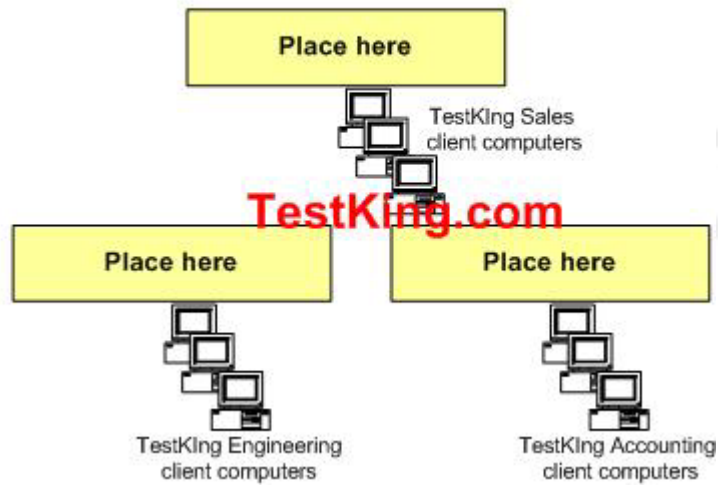 Place here
TestKIng Sales
client computers
TestKing.com
Place here
Place here
TestKIng Engineering
client computers
TestKIng Accounting
client computers